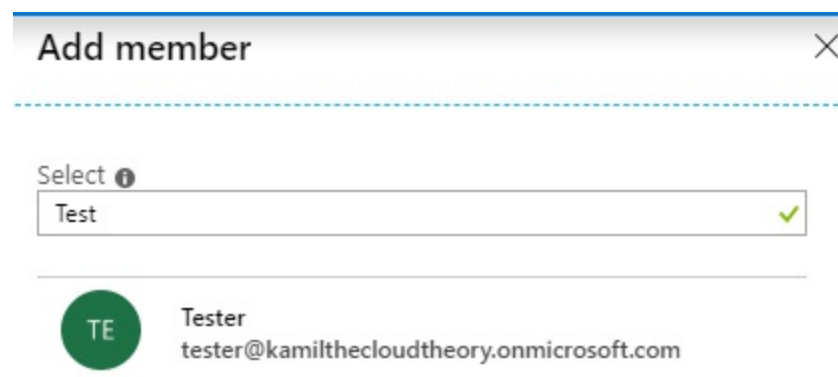 Add member
Select
Test
TE
Tester
tester@kamilthecloudtheory.onmicrosoft.com